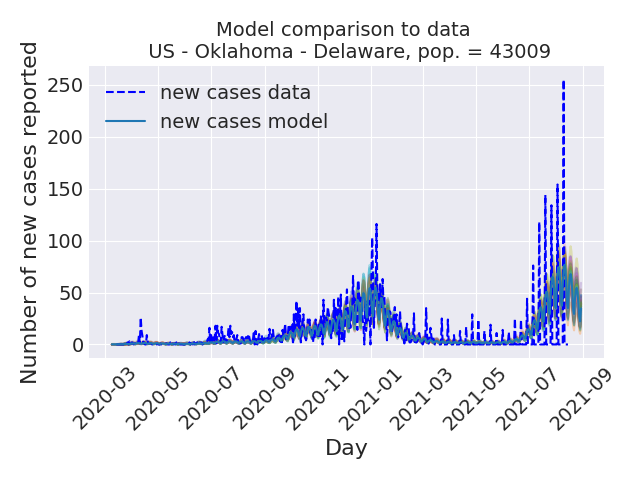 Model comparison to data
US - Oklahoma - Delaware, pop. = 43009
Number of new cases reported
250
200
150
100
50
0
new cases data
new cases model
2020-03
2020-05
2020-07
2020-09
2020-11
2021-01
2021-03
2021-05
2021-07
2021-09
Day